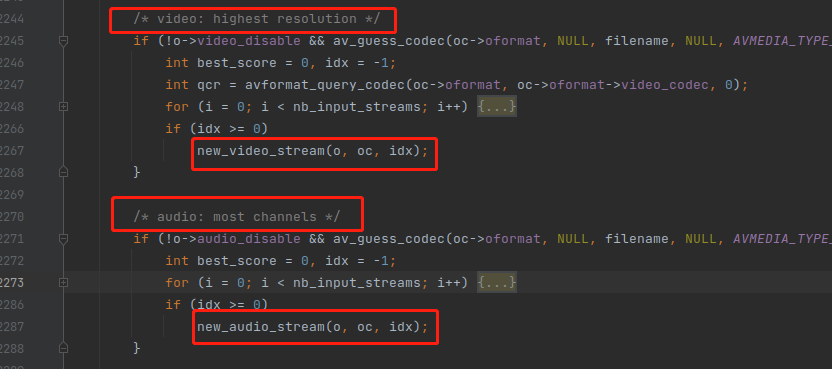 2244 /* video: highest resolution */
2245 if (!o->video_disable && av_guess_codec(oc->oformat, NULL, filename, NULL, AVMEDIA_TYPE_
2246 int best_score = 0, idx = -1;
2247 int qcr = avformat_query_codec(oc->oformat, oc->oformat->video_codec, 0);
2248 for (i = 0; i < nb_input_streams; i++) {...}
2266 if (idx >= 0)
2267 new_video_stream(o, oc, idx);
2268 }
2269
2270 /* audio: most channels */
2271 if (!o->audio_disable && av_guess_codec(oc->oformat, NULL, filename, NULL, AVMEDIA_TYPE_
2272 int best_score = 0, idx = -1;
2273 for (i = 0; i < nb_input_streams; i++) {...}
2286 if (idx >= 0)
2287 new_audio_stream(o, oc, idx);
2288 }